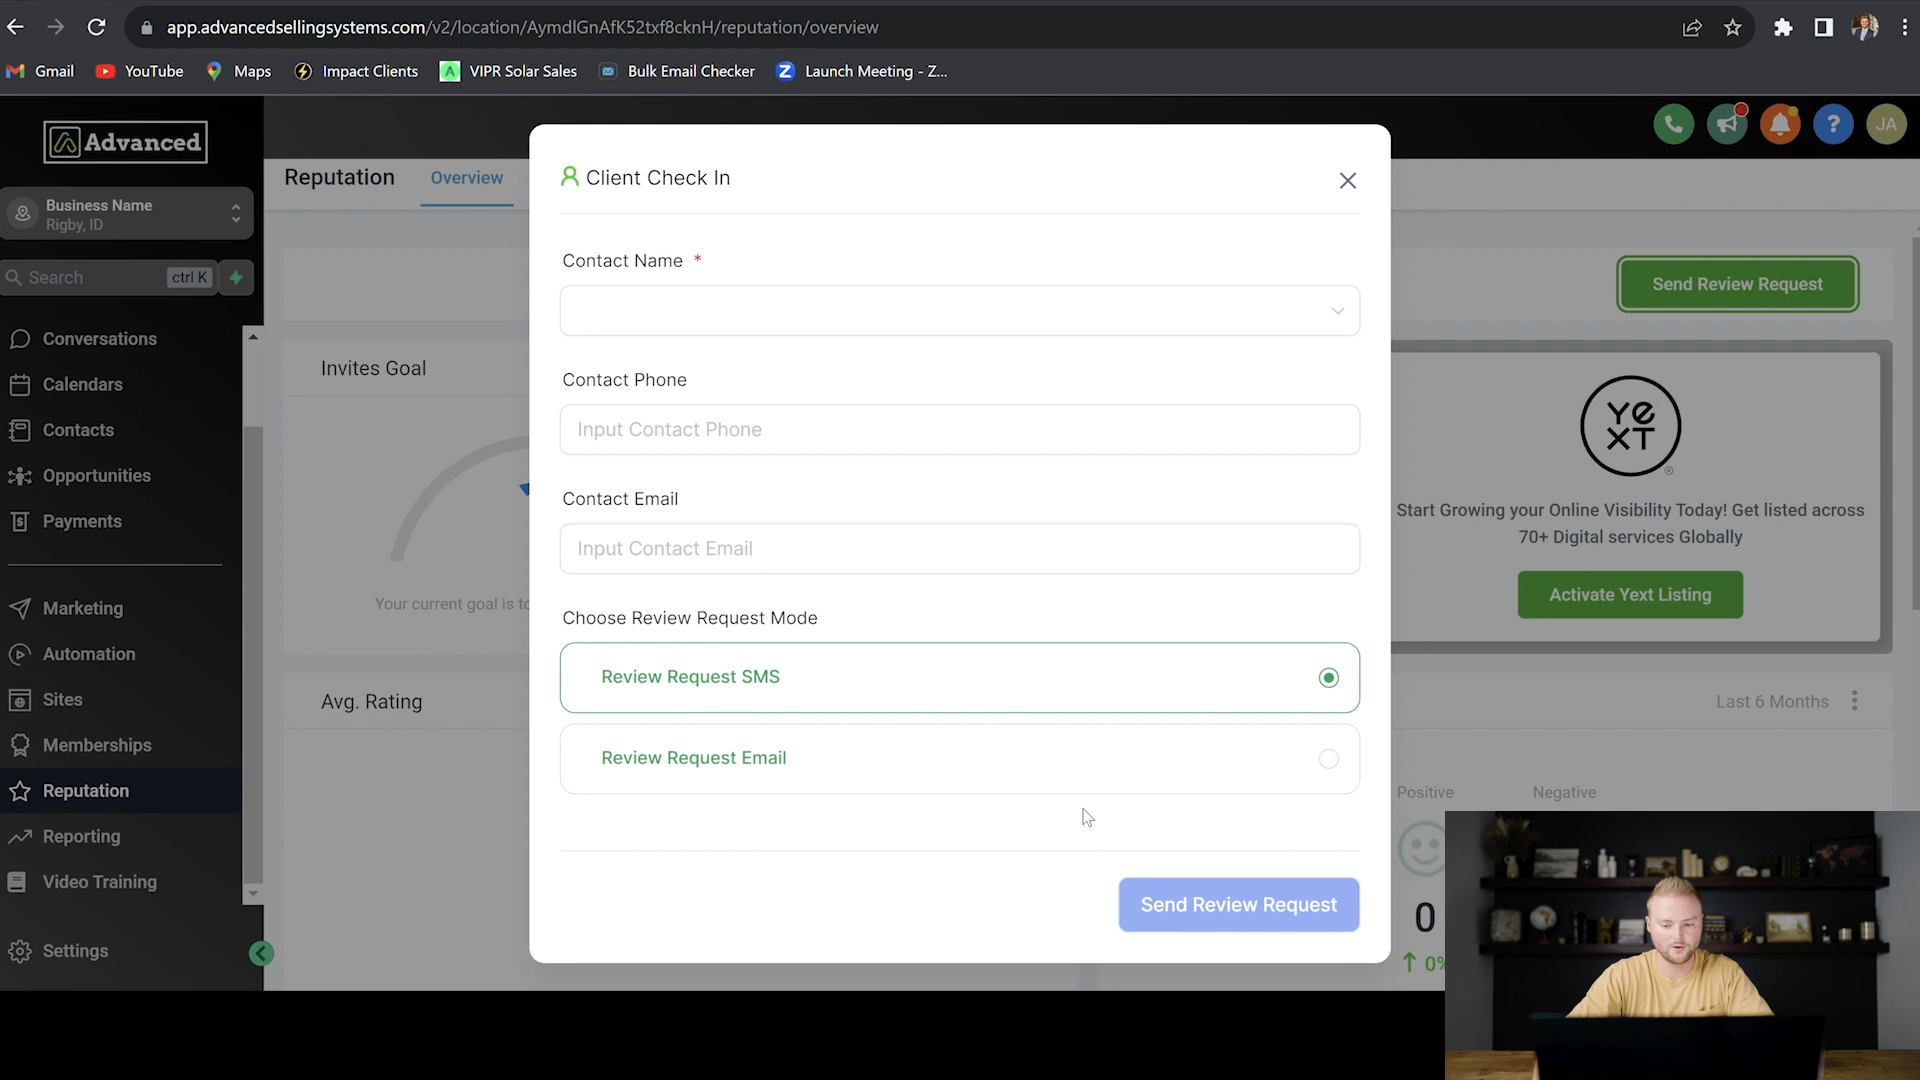 app.advancedsellingsystems.com/v2/location/AymdlGnAfK52txf8cknH/reputation/overview
Gmail
YouTube
Maps
Impact Clients
VIPR Solar Sales
Bulk Email Checker
Launch Meeting - Z...
Advanced
JA
Business Name
Rigby, ID
Search
ctrl K
Conversations
Calendars
Contacts
Opportunities
Payments
Marketing
Automation
Sites
Memberships
Reputation
Reporting
Video Training
Settings
Reputation
Overview
Send Review Request
Invites Goal
Your current goal is to
Avg. Rating
Client Check In
Contact Name *
Contact Phone
Input Contact Phone
Contact Email
Input Contact Email
Choose Review Request Mode
Review Request SMS
Review Request Email
Send Review Request
YEXT
Start Growing your Online Visibility Today! Get listed across
70+ Digital services Globally
Activate Yext Listing
Last 6 Months
Positive
Negative
0
0%